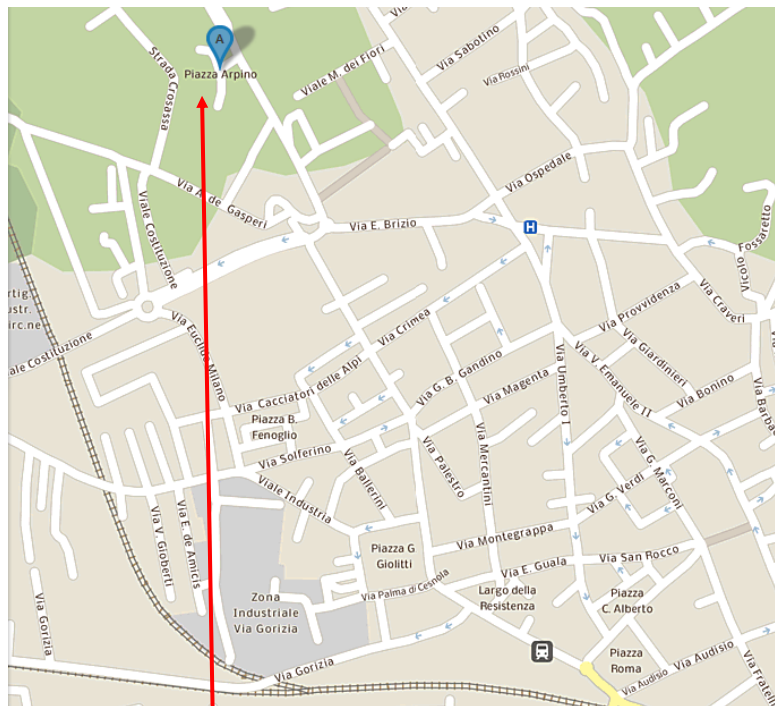 A
Piazza Arpino
Strada Crosassa
Viale M. dei Fiori
Via Sabotino
Via Rossini
Via Ospedale
Via A. de Gasperi
Viale Costituzione
Via E. Brizio
H
Fossaretto
Vicolo
Via Craveri
Via Provvidenza
Via Crimea
Via Euclide Milano
Via Giardinieri
Via V. Emanuele II
Via Umberto I
Via G. B. Gandino
Via Magenta
Via Cacciatori delle Alpi
Via Bonino
Piazza B.
Fenoglio
Via Solferino
Via Ballerini
Via Palestro
Via Mercantini
Viale Industria
Via G. Verdi
Via G. Marconi
Via V. Gioberti
Via E. de Amicis
Via Montegrappa
Via San Rocco
Piazza G
Giolitti
Via E. Guala
Via Palma di Cesnola
Largo della
Resistenza
Piazza
C. Alberto
Zona
Industriale
Via Gorizia
Via Gorizia
Via Gorizia
Piazza
Roma
Via Audisio
Via Audisio
Via Fratelli